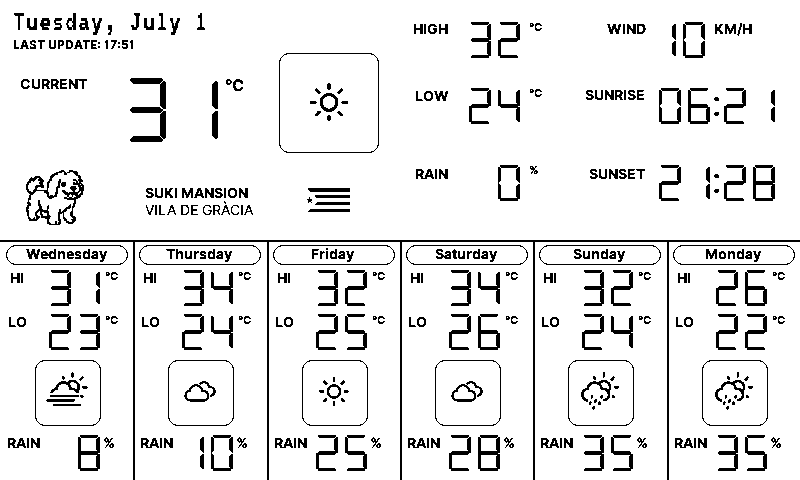 Tuesday, July 1
LAST UPDATE: 17:51
CURRENT 31 °C
HIGH 32 °C
WIND 10 KM/H
LOW 24 °C
SUNRISE 06:21
RAIN 0 %
SUNSET 21:28
SUKI MANSION
VILA DE GRÀCIA
Wednesday
HI 31 °C
LO 23 °C
RAIN 8 %
Thursday
HI 34 °C
LO 24 °C
RAIN 10 %
Friday
HI 32 °C
LO 25 °C
RAIN 25 %
Saturday
HI 34 °C
LO 26 °C
RAIN 28 %
Sunday
HI 32 °C
LO 24 °C
RAIN 35 %
Monday
HI 26 °C
LO 22 °C
RAIN 35 %